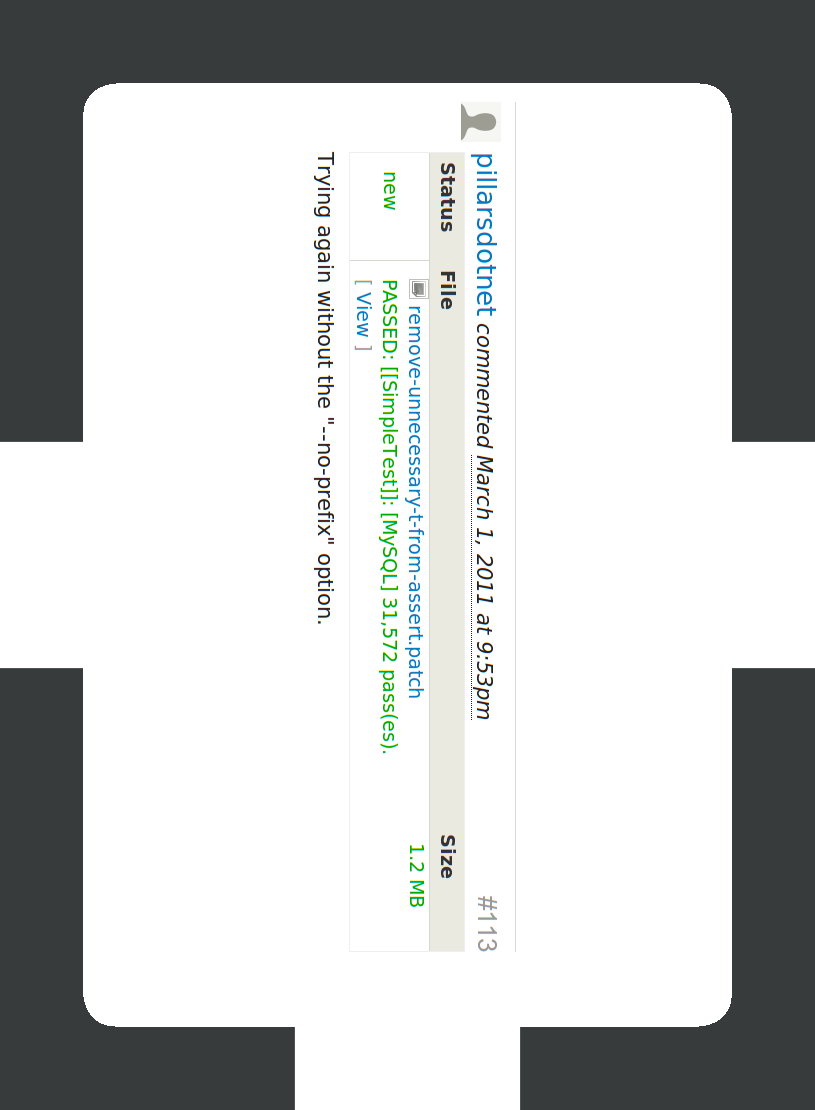 pillarsdotnet commented March 1, 2011 at 9:53pm #113
Status File Size
new remove-unnecessary-t-from-assert.patch 1.2 MB
PASSED: [[SimpleTest]]: [MySQL] 31,572 pass(es).
[ View ]
Trying again without the "--no-prefix" option.